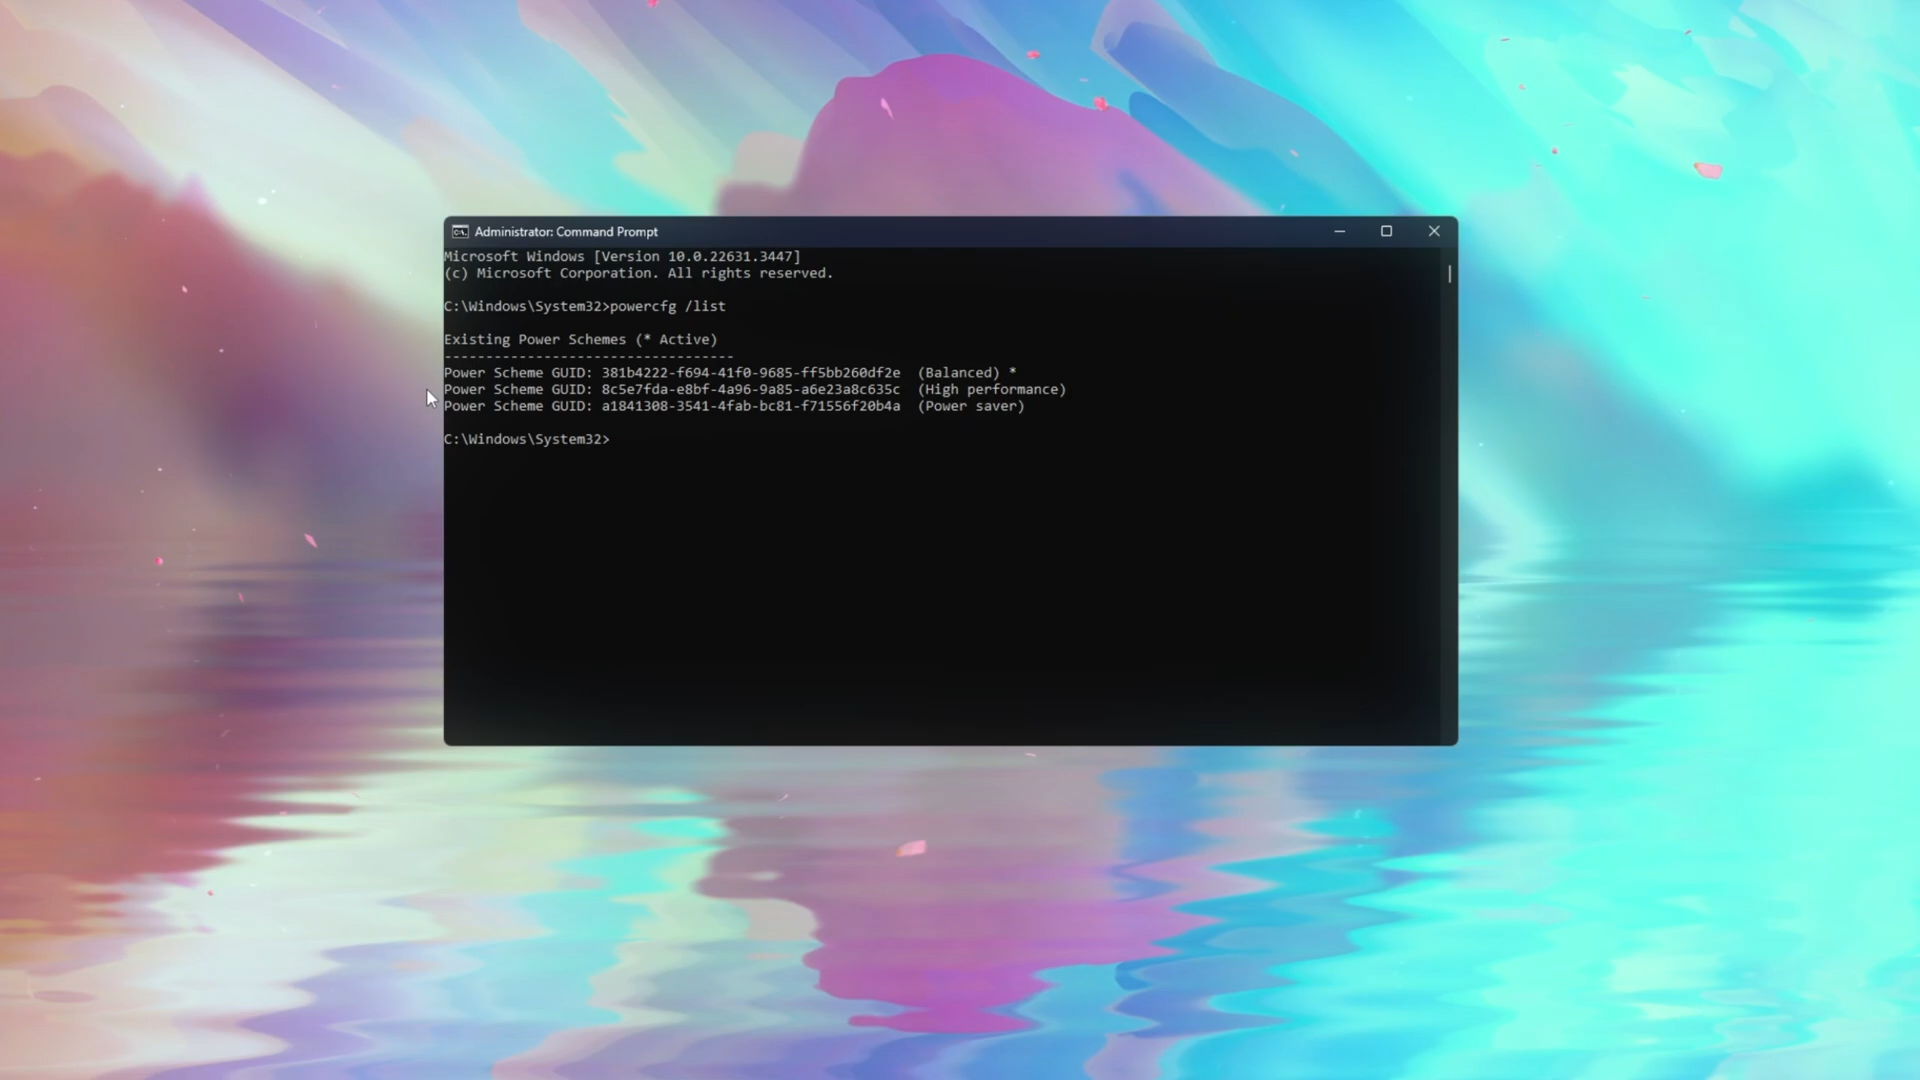 Administrator: Command Prompt
Microsoft Windows [Version 10.0.22631.3447]
(c) Microsoft Corporation. All rights reserved.
C:\Windows\System32>powercfg /list
Existing Power Schemes (* Active)
-----------------------------------
Power Scheme GUID: 381b4222-f694-41f0-9685-ff5bb260df2e  (Balanced) *
Power Scheme GUID: 8c5e7fda-e8bf-4a96-9a85-a6e23a8c635c  (High performance)
Power Scheme GUID: a1841308-3541-4fab-bc81-f71556f20b4a  (Power saver)
C:\Windows\System32>